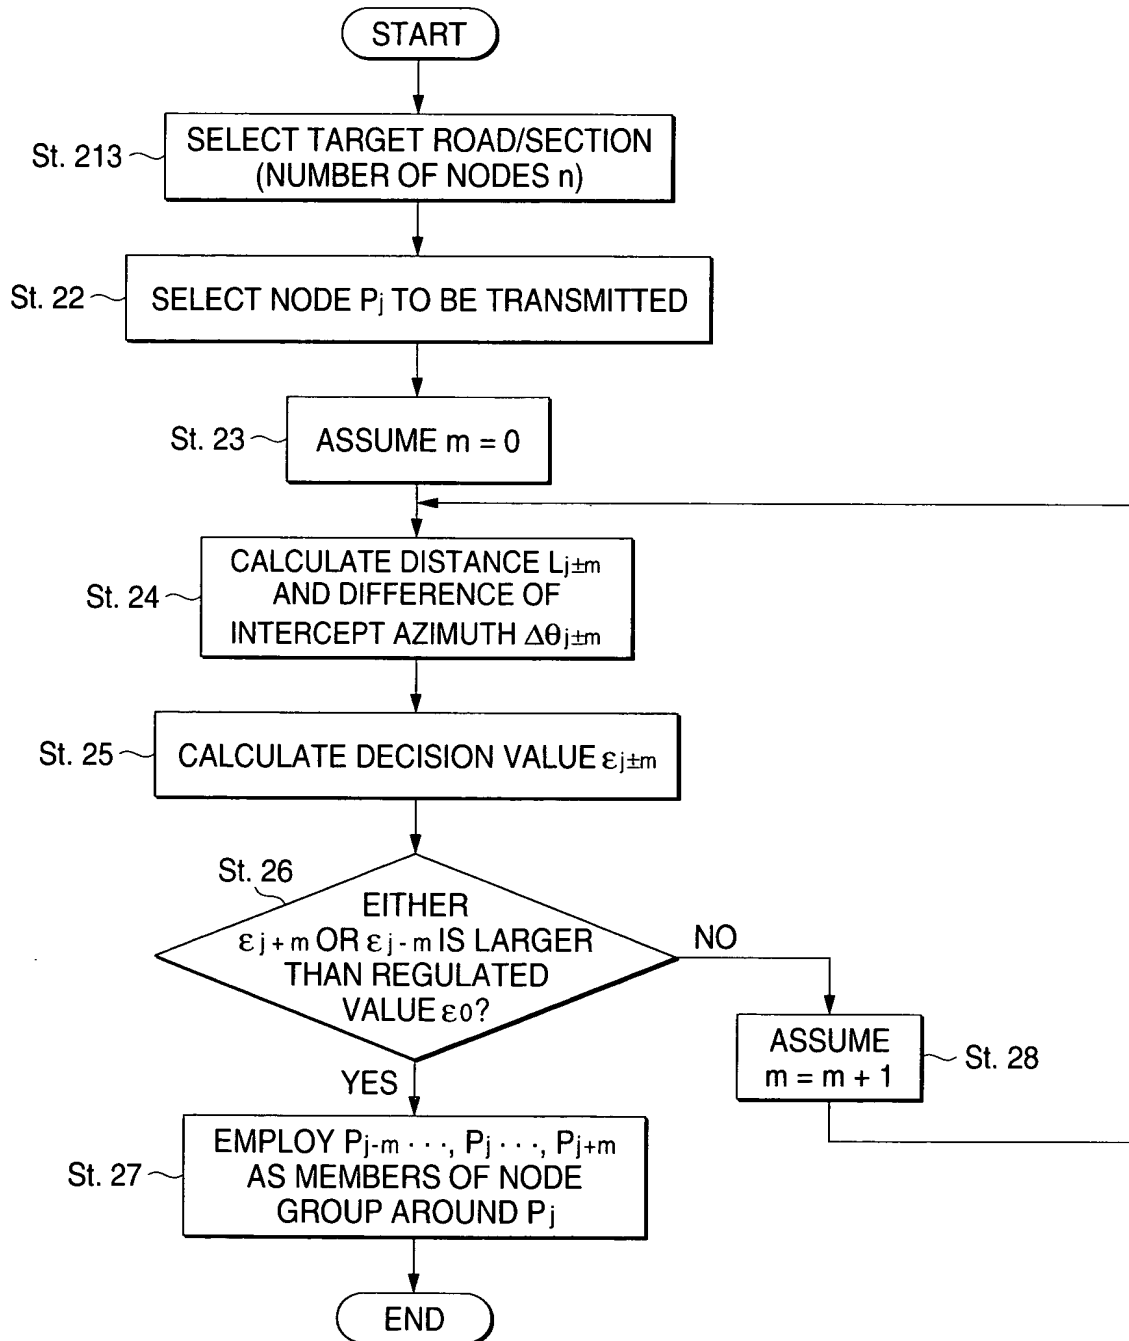 START
St. 213
SELECT TARGET ROAD/SECTION
(NUMBER OF NODES n)
St. 22
SELECT NODE Pj TO BE TRANSMITTED
St. 23
ASSUME m = 0
St. 24
CALCULATE DISTANCE Lj±m
AND DIFFERENCE OF
INTERCEPT AZIMUTH Δθj±m
St. 25
CALCULATE DECISION VALUE εj±m
St. 26
EITHER
εj+m OR εj-m IS LARGER
THAN REGULATED
VALUE ε0?
NO
ASSUME
m = m + 1
St. 28
YES
St. 27
EMPLOY Pj-m ···, Pj ···, Pj+m
AS MEMBERS OF NODE
GROUP AROUND Pj
END